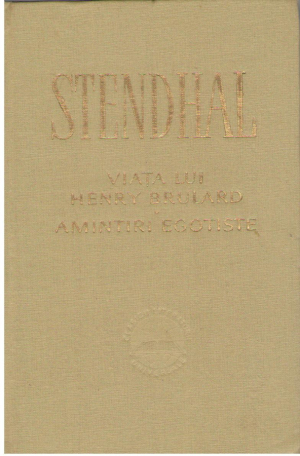 STENDHAL
VIAȚA LUI
HENRY BRULARD
AMINTIRI EGOTISTE